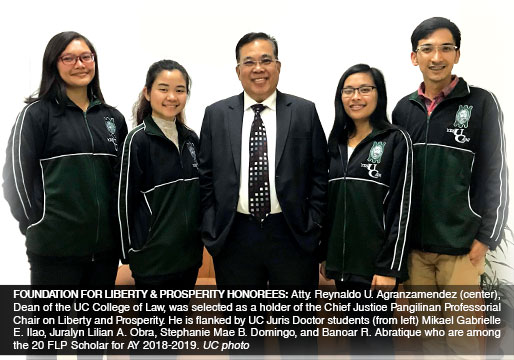 FOUNDATION FOR LIBERTY & PROSPERITY HONOREES: Atty. Reynaldo U. Agranzamendez (center),
Dean of the UC College of Law, was selected as a holder of the Chief Justice Pangilinan Professorial
Chair on Liberty and Prosperity. He is flanked by UC Juris Doctor students (from left) Mikael Gabrielle
E. Ilao, Juralyn Lilian A. Obra, Stephanie Mae B. Domingo, and Banoar R. Abratique who are among
the 20 FLP Scholar for AY 2018-2019. UC photo